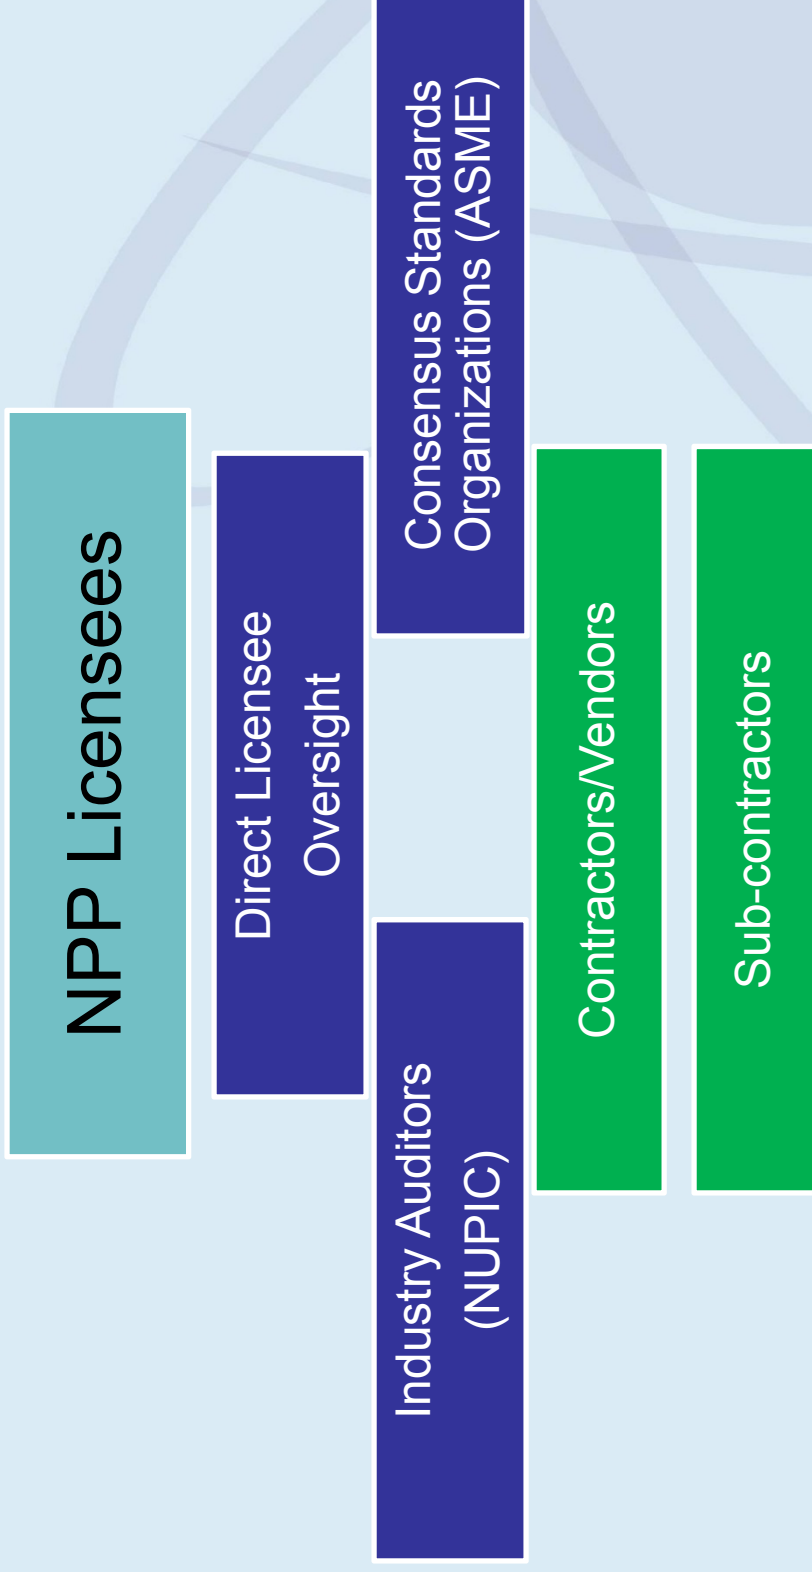 NPP Licensees
Direct Licensee
Oversight
Industry Auditors
(NUPIC)
Consensus Standards
Organizations (ASME)
Contractors/Vendors
Sub-contractors